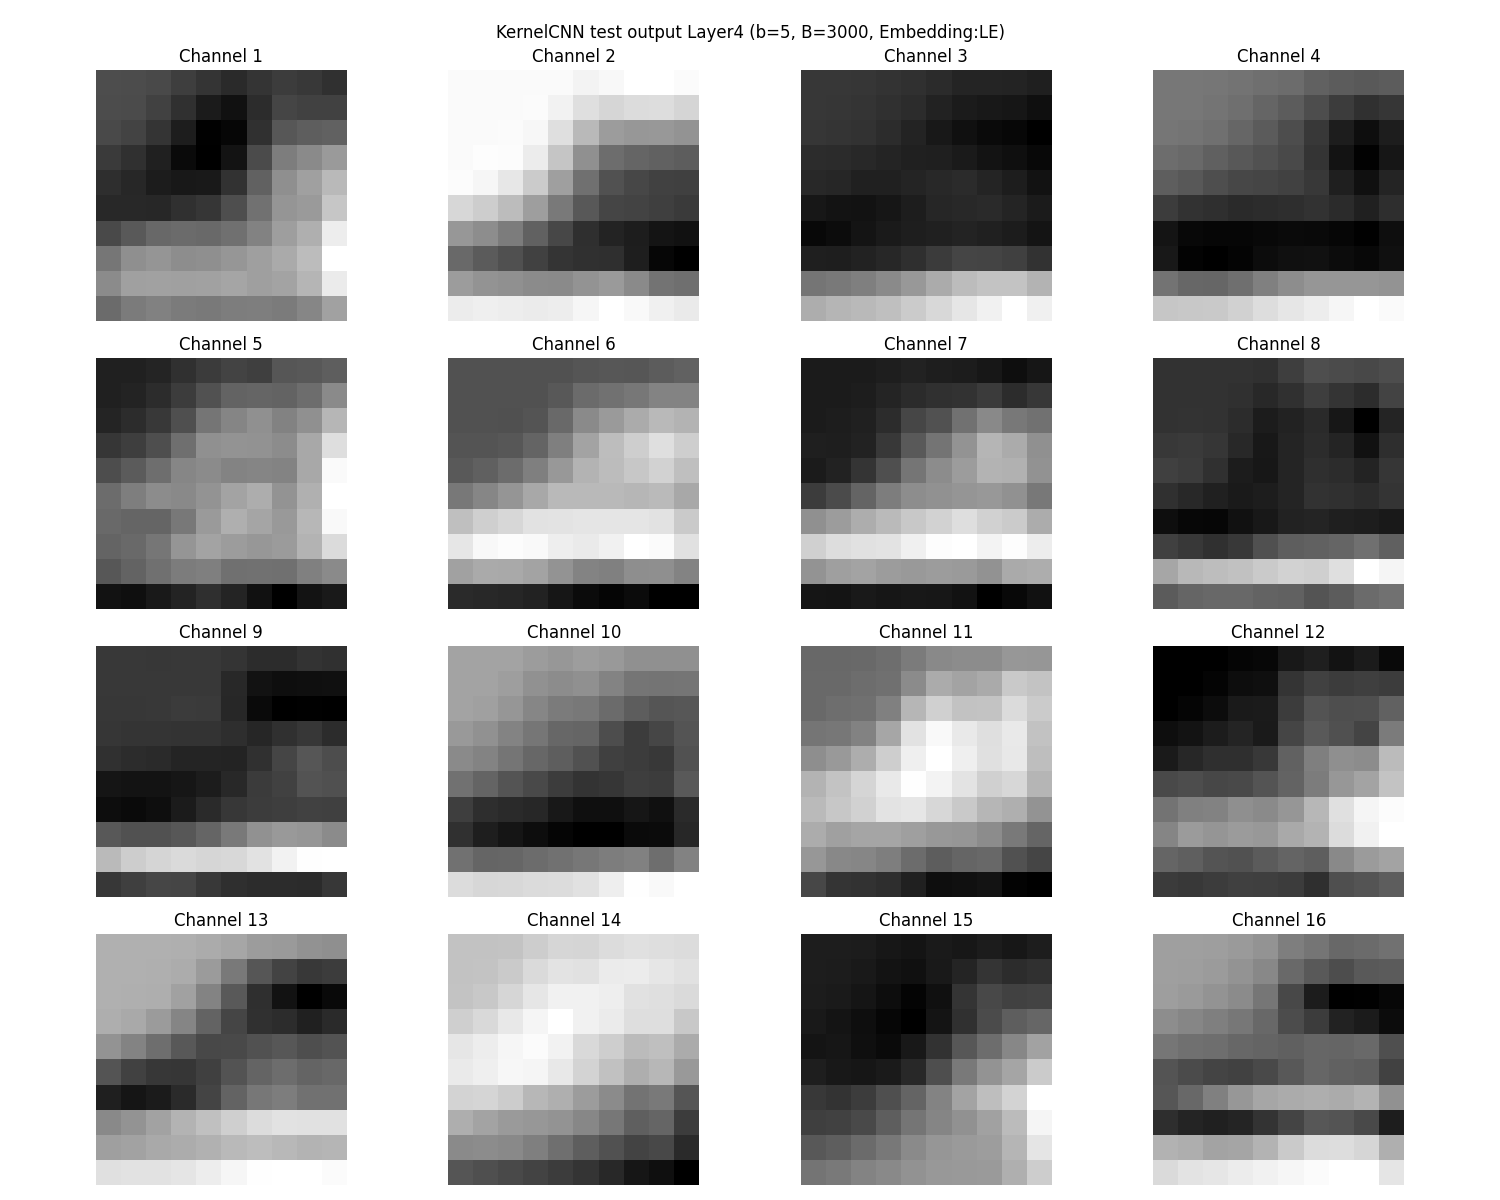 KernelCNN test output Layer4 (b=5, B=3000, Embedding:LE)
Channel 1
Channel 2
Channel 3
Channel 4
Channel 5
Channel 6
Channel 7
Channel 8
Channel 9
Channel 10
Channel 11
Channel 12
Channel 13
Channel 14
Channel 15
Channel 16